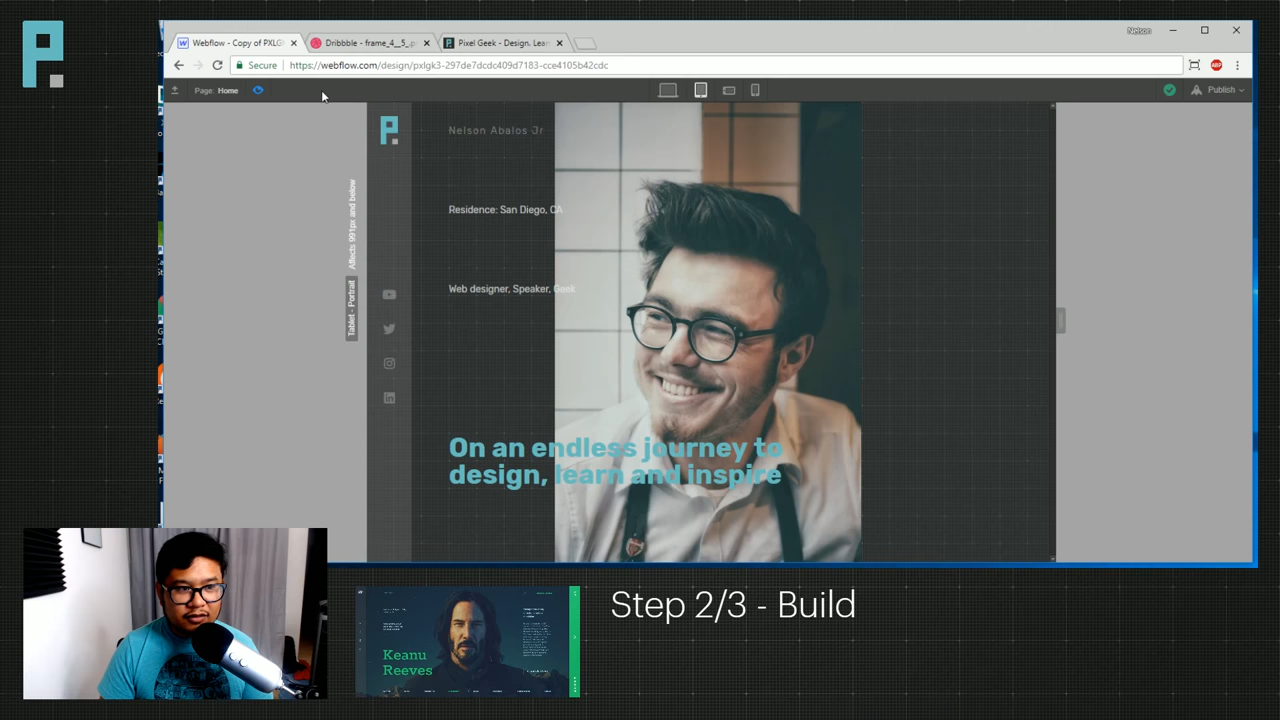 P.
Nelson
Webflow - Copy of PXLG
Dribbble - frame_4__5_.p
Pixel Geek - Design. Lear
Secure
https://webflow.com/design/pxlgk3-297de7dcdc409d7183-cce4105b42cdc
ABP
Page: Home
Publish
P.
Nelson Abalos Jr
Affects 991px and below
Tablet - Portrait
Residence: San Diego, CA
Web designer, Speaker, Geek
On an endless journey to
design, learn and inspire
Step 2/3 - Build
Keanu
Reeves